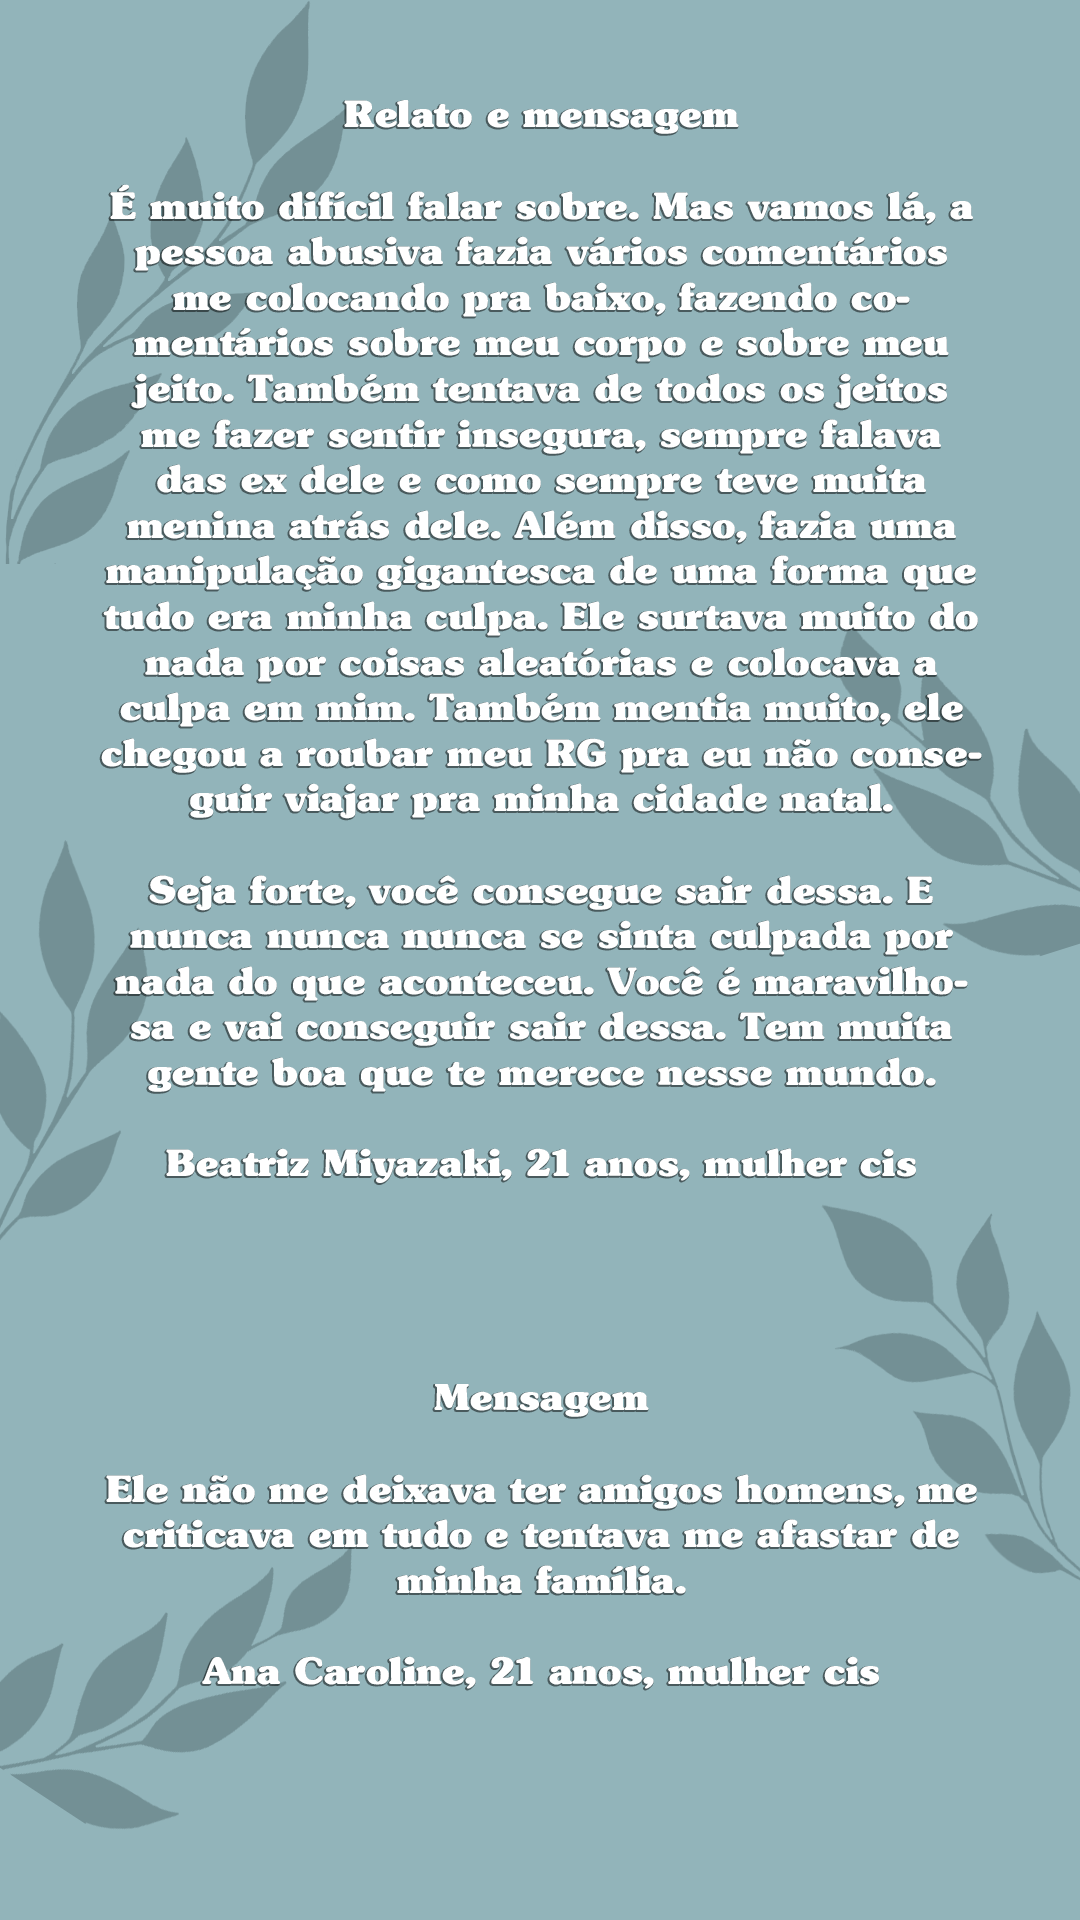 Relato e mensagem
É muito difícil falar sobre. Mas vamos lá, a
pessoa abusiva fazia vários comentários
me colocando pra baixo, fazendo co-
mentários sobre meu corpo e sobre meu
jeito. Também tentava de todos os jeitos
me fazer sentir insegura, sempre falava
das ex dele e como sempre teve muita
menina atrás dele. Além disso, fazia uma
manipulação gigantesca de uma forma que
tudo era minha culpa. Ele surtava muito do
nada por coisas aleatórias e colocava a
culpa em mim. Também mentia muito, ele
chegou a roubar meu RG pra eu não conse-
guir viajar pra minha cidade natal.
Seja forte, você consegue sair dessa. E
nunca nunca nunca se sinta culpada por
nada do que aconteceu. Você é maravilho-
sa e vai conseguir sair dessa. Tem muita
gente boa que te merece nesse mundo.
Beatriz Miyazaki, 21 anos, mulher cis
Mensagem
Ele não me deixava ter amigos homens, me
criticava em tudo e tentava me afastar de
minha família.
Ana Caroline, 21 anos, mulher cis